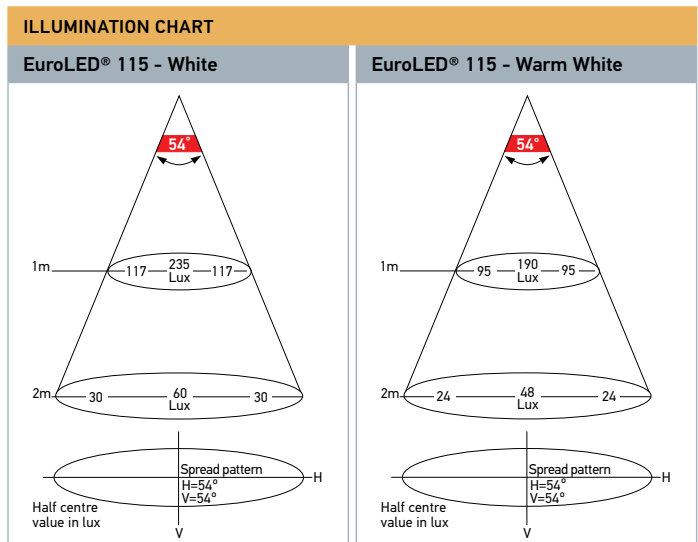 ILLUMINATION CHART
EuroLED® 115 - White
54°
1m 117 235 117
Lux
2m 30 60 30
Lux
Spread pattern
H
H=54°
V=54°
Half centre
value in lux
V
EuroLED® 115 - Warm White
54°
1m 95 190 95
Lux
2m 24 48 24
Lux
Spread pattern
H
H=54°
V=54°
Half centre
value in lux
V